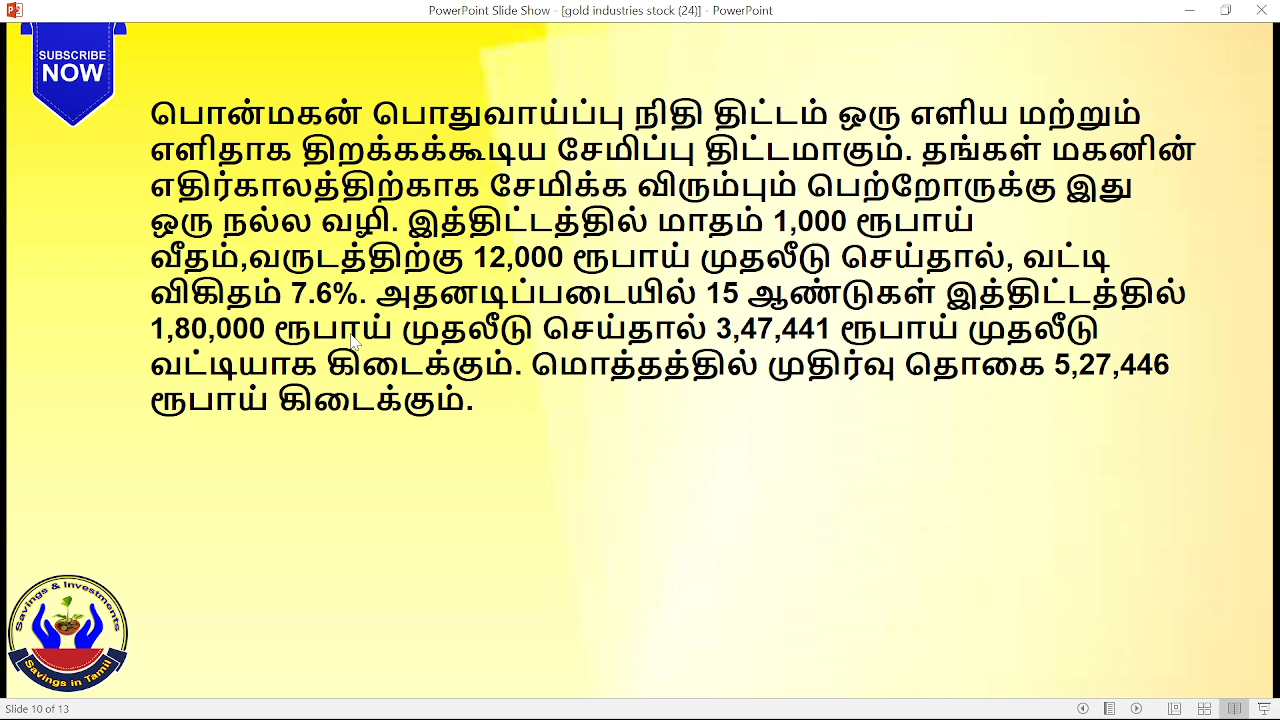 PowerPoint Slide Show - [gold industries stock (24)] - PowerPoint
SUBSCRIBE
NOW
பொன்மகன் பொதுவாய்ப்பு நிதி திட்டம் ஒரு எளிய மற்றும்
எளிதாக திறக்கக்கூடிய சேமிப்பு திட்டமாகும். தங்கள் மகனின்
எதிர்காலத்திற்காக சேமிக்க விரும்பும் பெற்றோருக்கு இது
ஒரு நல்ல வழி. இத்திட்டத்தில் மாதம் 1,000 ரூபாய்
வீதம்,வருடத்திற்கு 12,000 ரூபாய் முதலீடு செய்தால், வட்டி
விகிதம் 7.6%. அதனடிப்படையில் 15 ஆண்டுகள் இத்திட்டத்தில்
1,80,000 ரூபாய் முதலீடு செய்தால் 3,47,441 ரூபாய் முதலீடு
வட்டியாக கிடைக்கும். மொத்தத்தில் முதிர்வு தொகை 5,27,446
ரூபாய் கிடைக்கும்.
Savings & Investments
Savings in Tamil
Slide 10 of 13